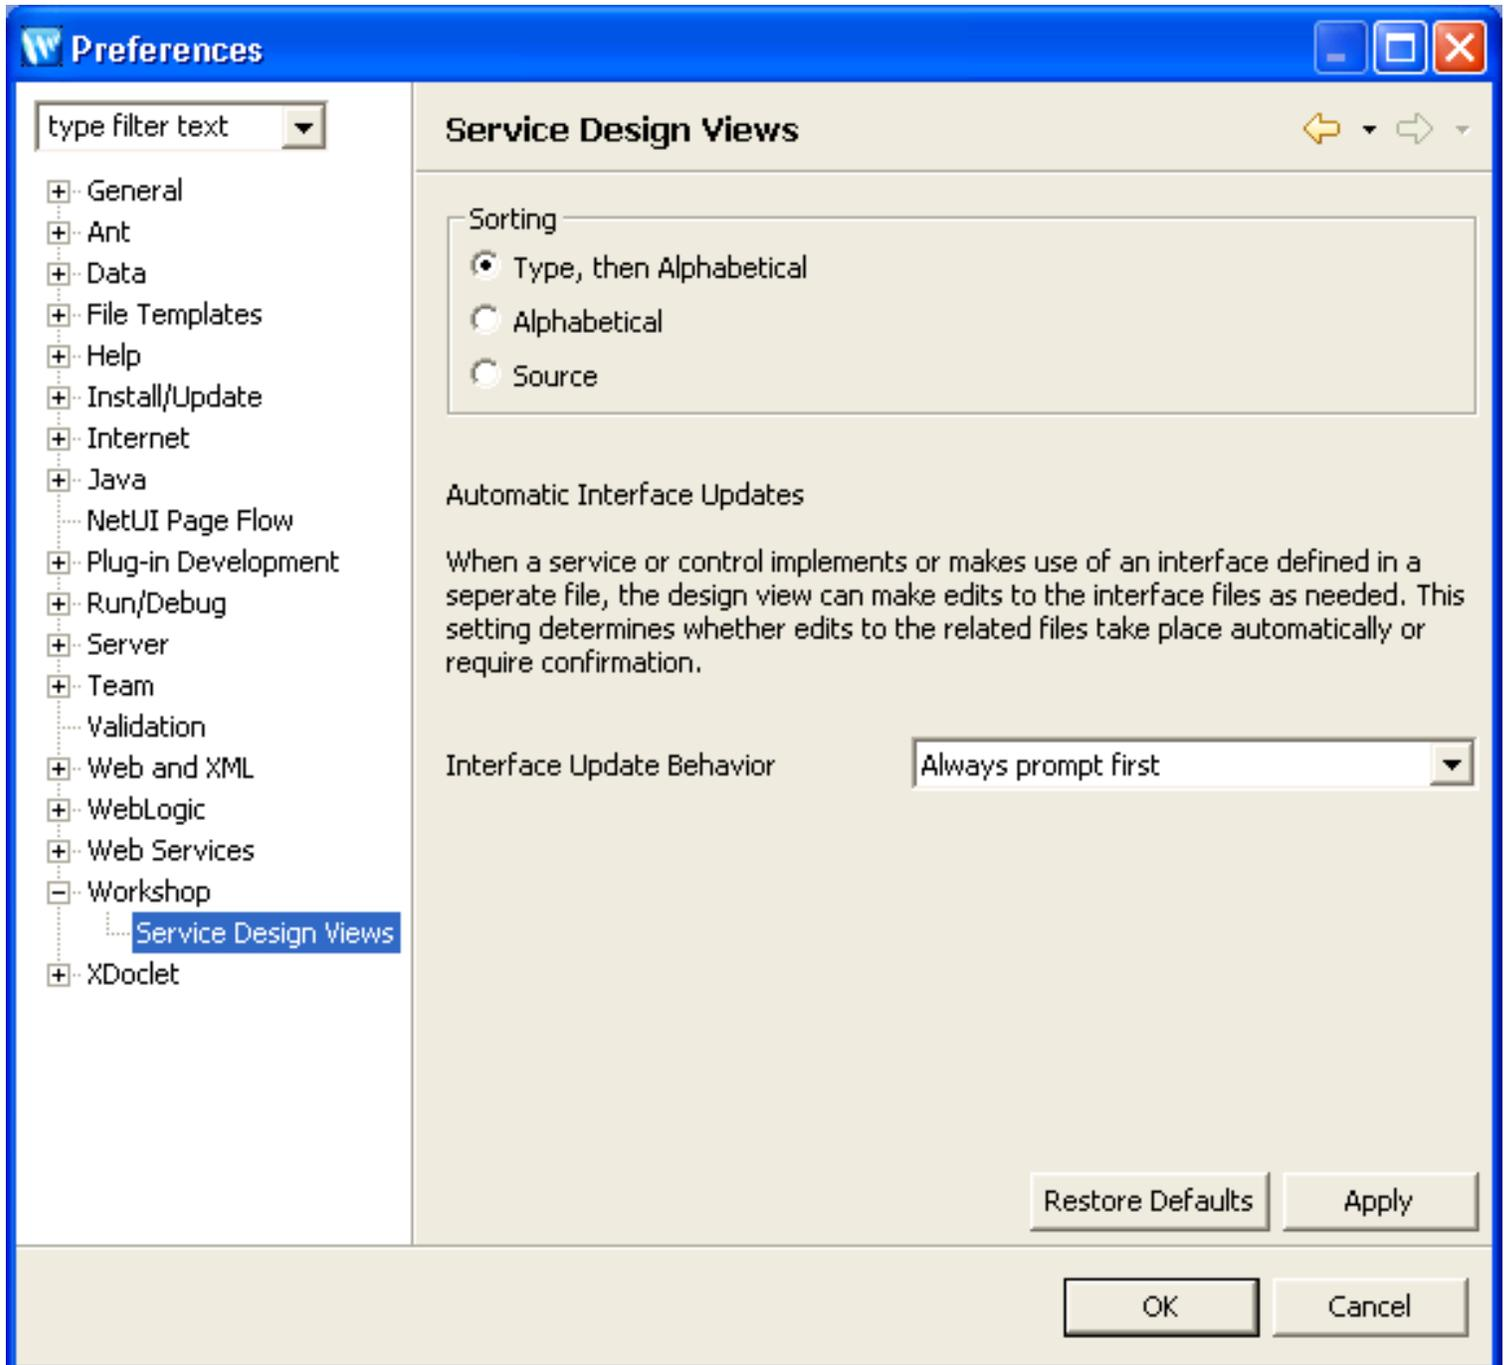 Preferences
type filter text
General
Ant
Data
File Templates
Help
Install/Update
Internet
Java
NetUI Page Flow
Plug-in Development
Run/Debug
Server
Team
Validation
Web and XML
WebLogic
Web Services
Workshop
Service Design Views
XDoclet
Service Design Views
Sorting
Type, then Alphabetical
Alphabetical
Source
Automatic Interface Updates
When a service or control implements or makes use of an interface defined in a
seperate file, the design view can make edits to the interface files as needed. This
setting determines whether edits to the related files take place automatically or
require confirmation.
Interface Update Behavior
Always prompt first
Restore Defaults
Apply
OK
Cancel